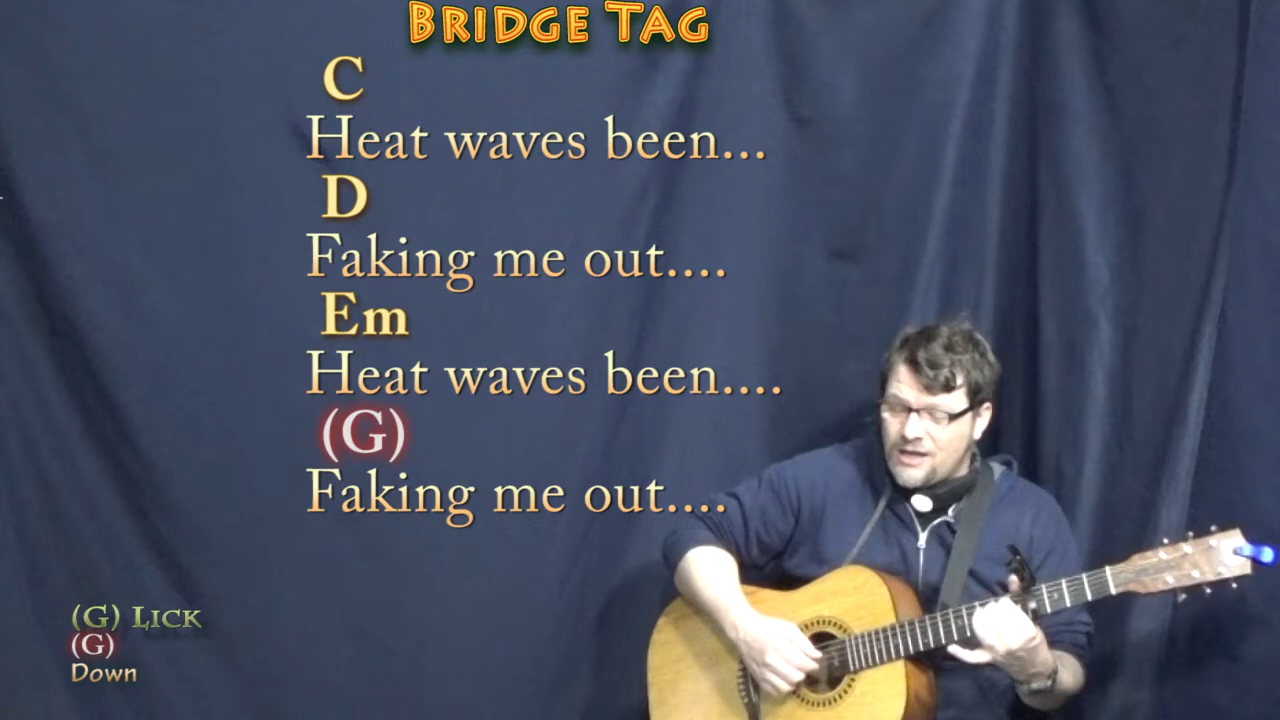 Bridge Tag
C
Heat waves been...
D
Faking me out....
Em
Heat waves been....
(G)
Faking me out....
(G) Lick
(G)
Down